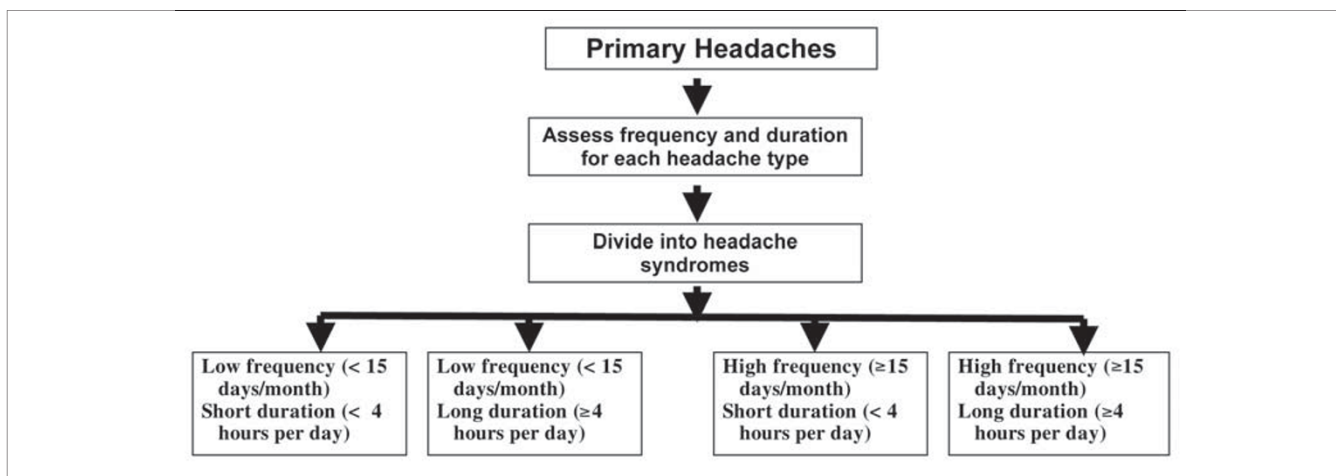 Primary Headaches
Assess frequency and duration
for each headache type
Divide into headache
syndromes
Low frequency (< 15
days/month)
Short duration (< 4
hours per day)
Low frequency (< 15
days/month)
Long duration (≥4
hours per day)
High frequency (≥15
days/month)
Short duration (< 4
hours per day)
High frequency (≥15
days/month)
Long duration (≥4
hours per day)